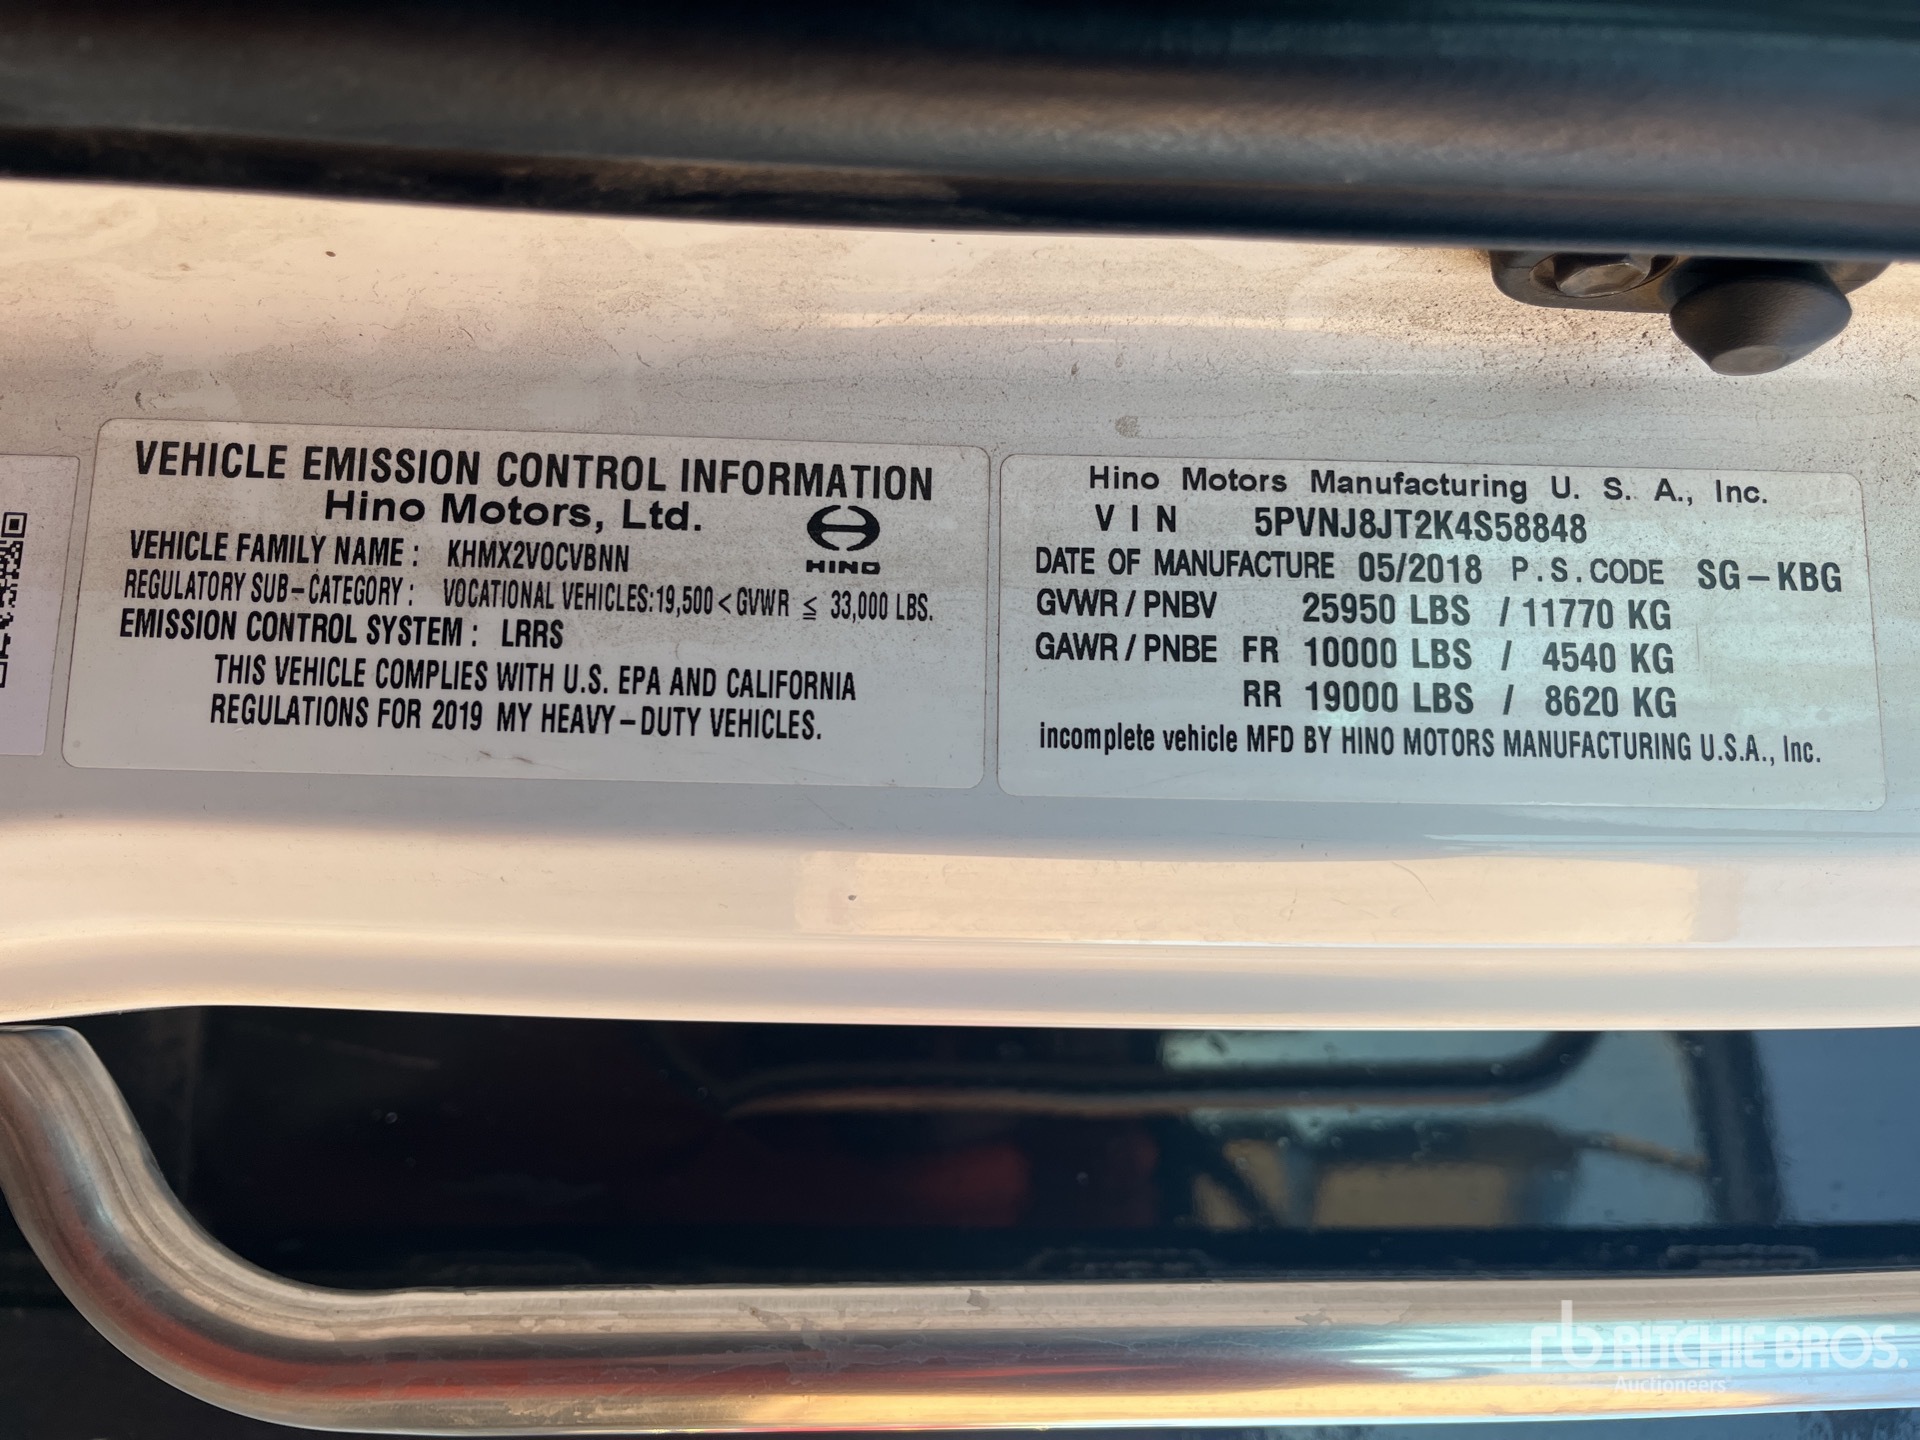 VEHICLE EMISSION CONTROL INFORMATION
Hino Motors, Ltd.
HINO
VEHICLE FAMILY NAME : KHMX2VOCVBNN
REGULATORY SUB-CATEGORY : VOCATIONAL VEHICLES:19,500 < GVWR ≦ 33,000 LBS.
EMISSION CONTROL SYSTEM : LRRS
THIS VEHICLE COMPLIES WITH U.S. EPA AND CALIFORNIA
REGULATIONS FOR 2019 MY HEAVY-DUTY VEHICLES.
Hino Motors Manufacturing U. S. A., Inc.
VIN 5PVNJ8JT2K4S58848
DATE OF MANUFACTURE 05/2018 P.S.CODE SG-KBG
GVWR / PNBV 25950 LBS / 11770 KG
GAWR / PNBE FR 10000 LBS / 4540 KG
RR 19000 LBS / 8620 KG
incomplete vehicle MFD BY HINO MOTORS MANUFACTURING U.S.A., Inc.
rb RITCHIE BROS.
Auctioneers